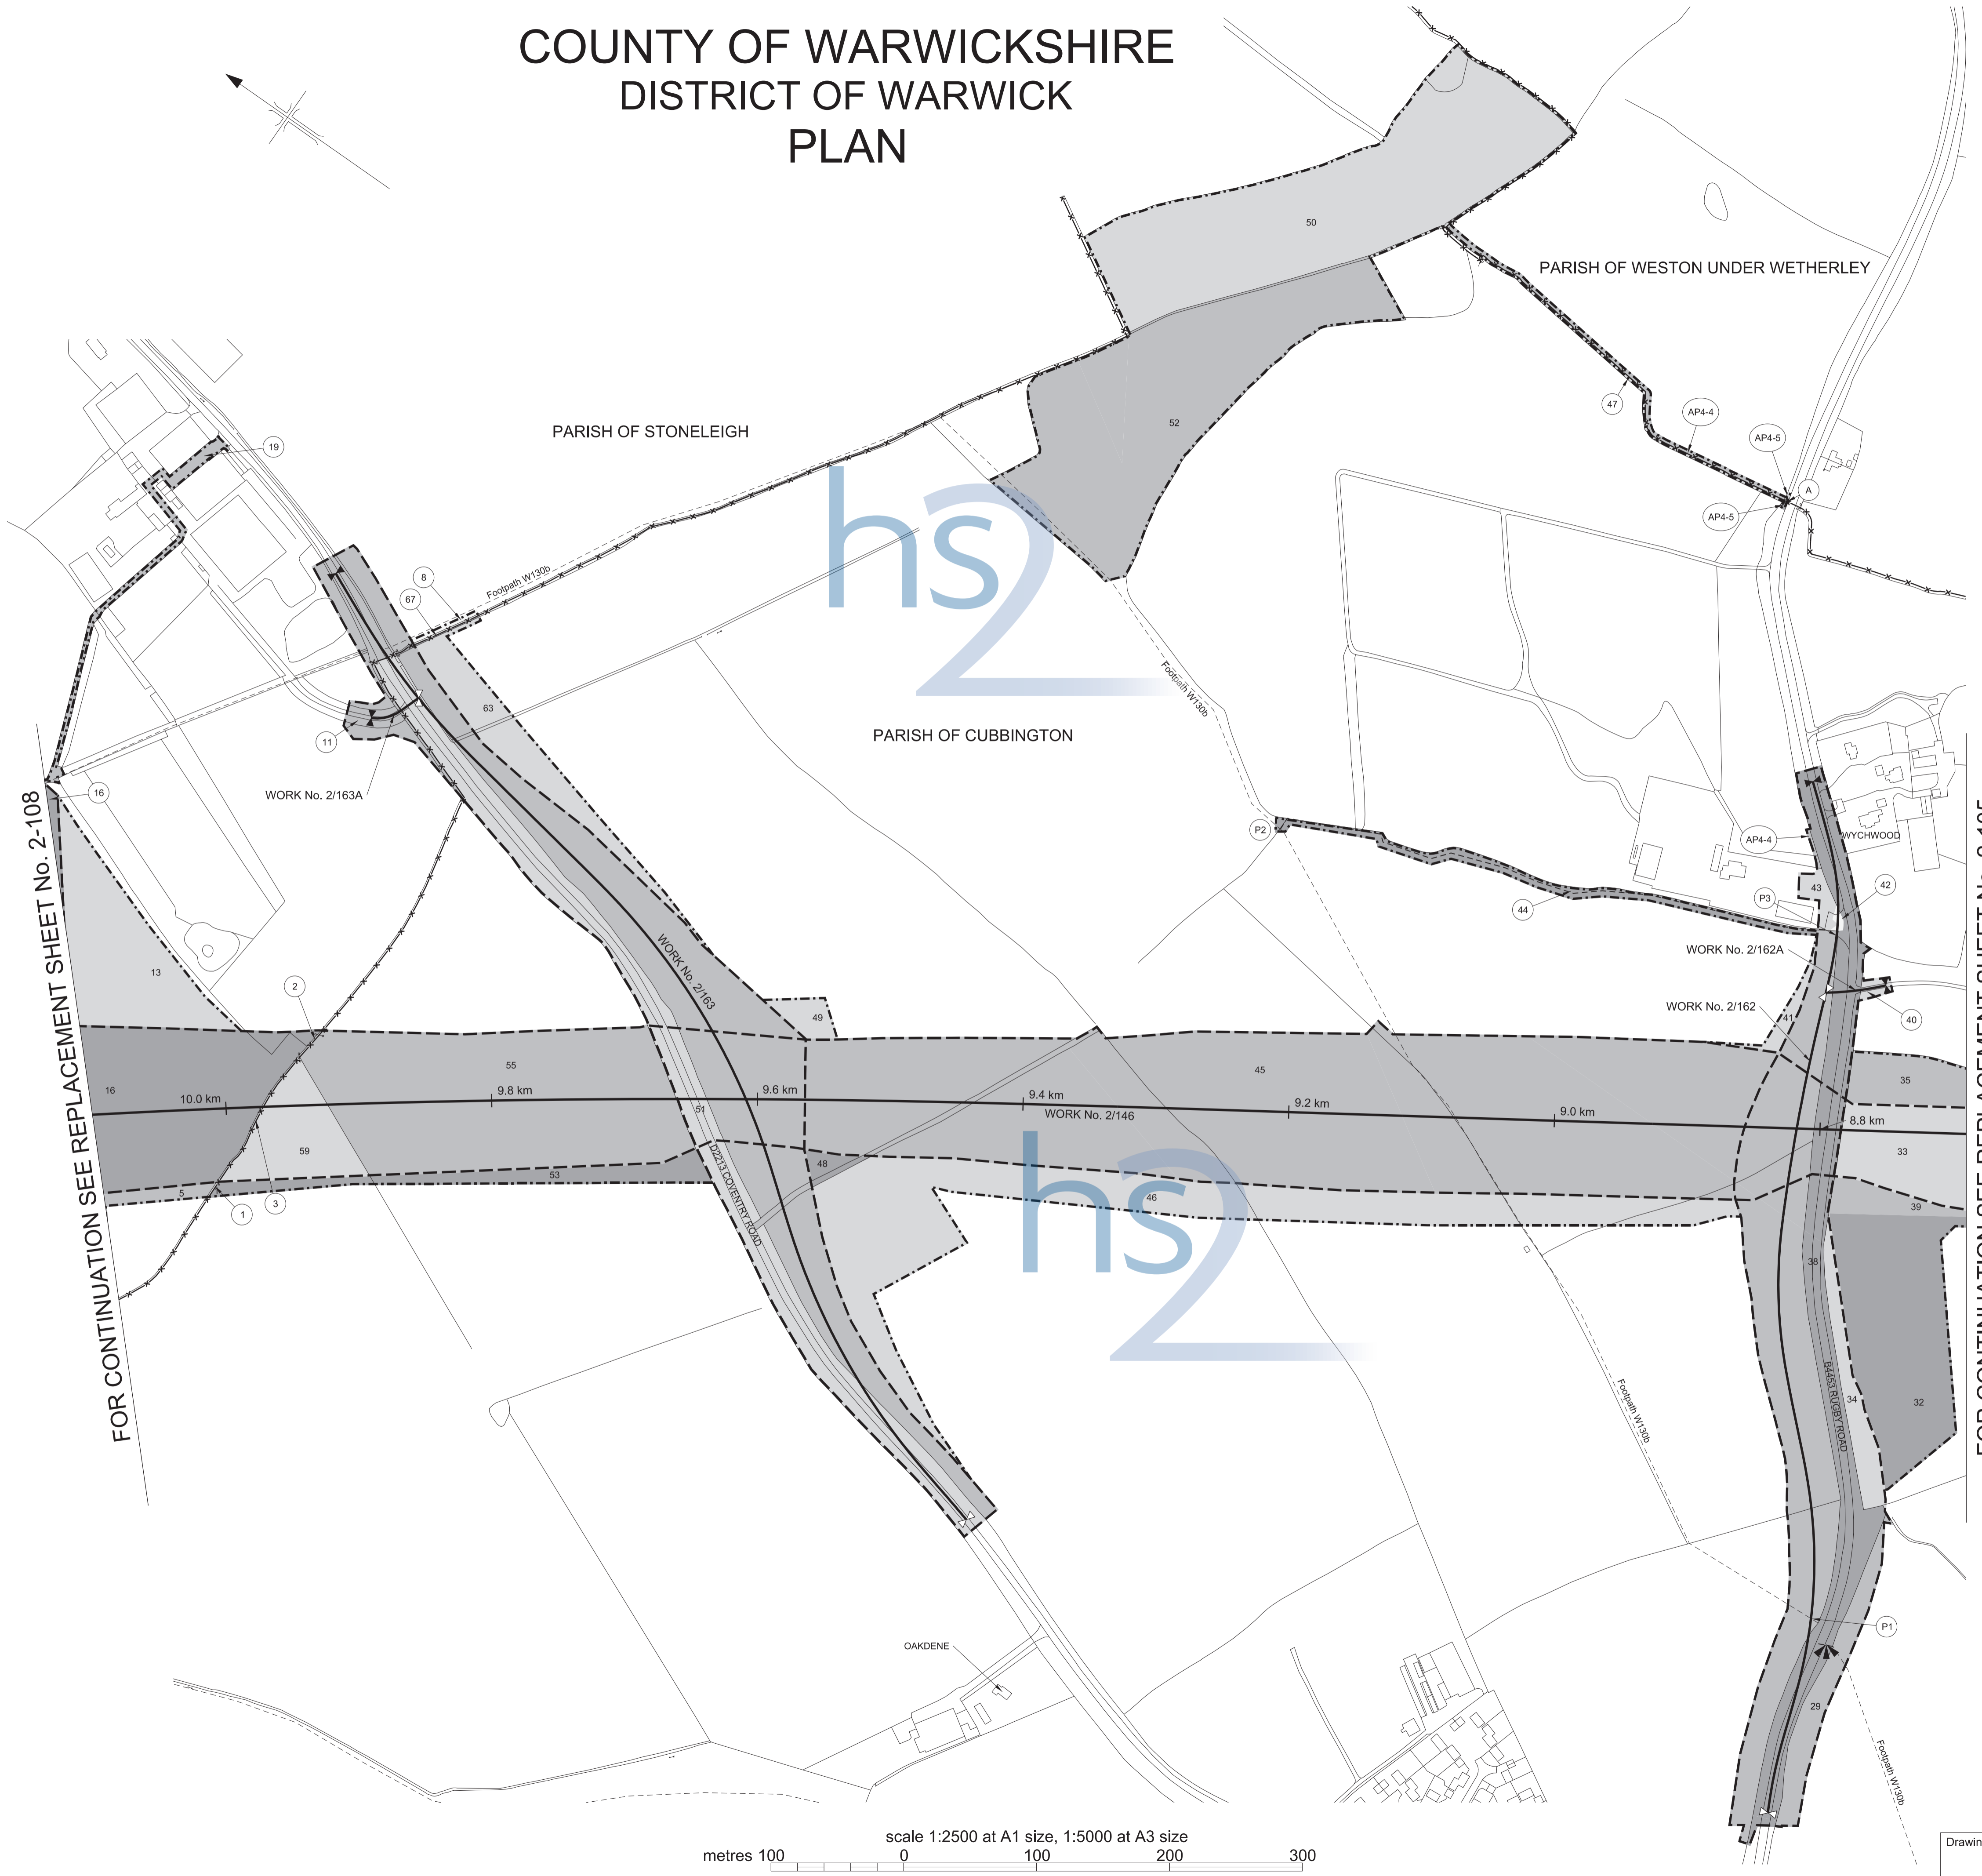 COUNTY OF WARWICKSHIRE
DISTRICT OF WARWICK
PLAN
50
PARISH OF WESTON UNDER WETHERLEY
47
AP4-4
AP4-5
A
AP4-5
52
PARISH OF STONELEIGH
19
hs2
8
67
Footpath W130b
63
11
WORK No. 2/163A
16
PARISH OF CUBBINGTON
Footpath W130b
P2
44
AP4-4
WYCHWOOD
43
42
P3
WORK No. 2/162A
WORK No. 2/162
41
40
FOR CONTINUATION SEE REPLACEMENT SHEET No. 2-108
13
2
WORK No. 2/163
49
16
55
45
35
10.0 km
9.8 km
9.6 km
9.4 km
9.2 km
9.0 km
8.8 km
WORK No. 2/146
51
D2213 COVENTRY ROAD
48
59
53
5
1
3
46
hs2
33
39
38
B4453 RUGBY ROAD
34
32
Footpath W130b
P1
29
Footpath W130b
OAKDENE
scale 1:2500 at A1 size, 1:5000 at A3 size
metres 100 0 100 200 300